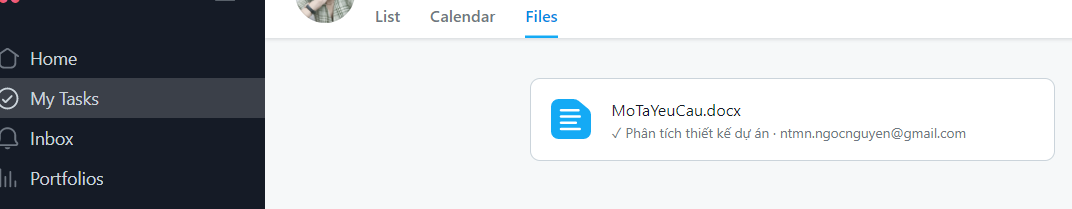 List Calendar Files
Home
My Tasks
Inbox
Portfolios
MoTaYeuCau.docx
✓ Phân tích thiết kế dự án · ntmn.ngocnguyen@gmail.com